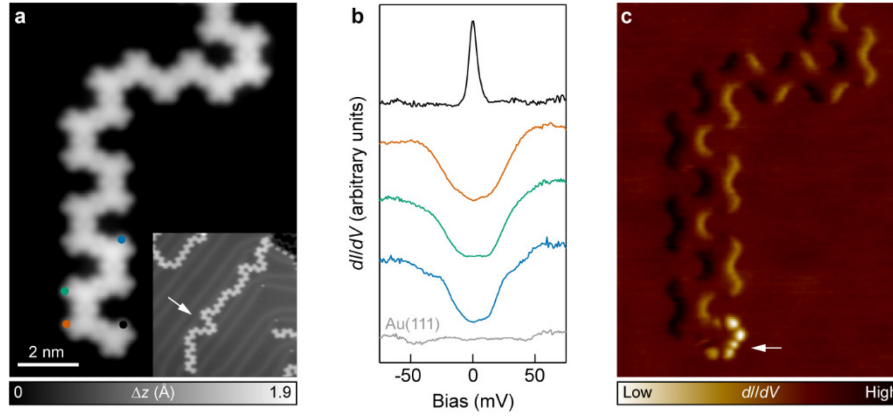 a
2 nm
0
Δz (Å)
1.9
b
dI/dV (arbitrary units)
Au(111)
-50
0
50
Bias (mV)
c
Low
dI/dV
High